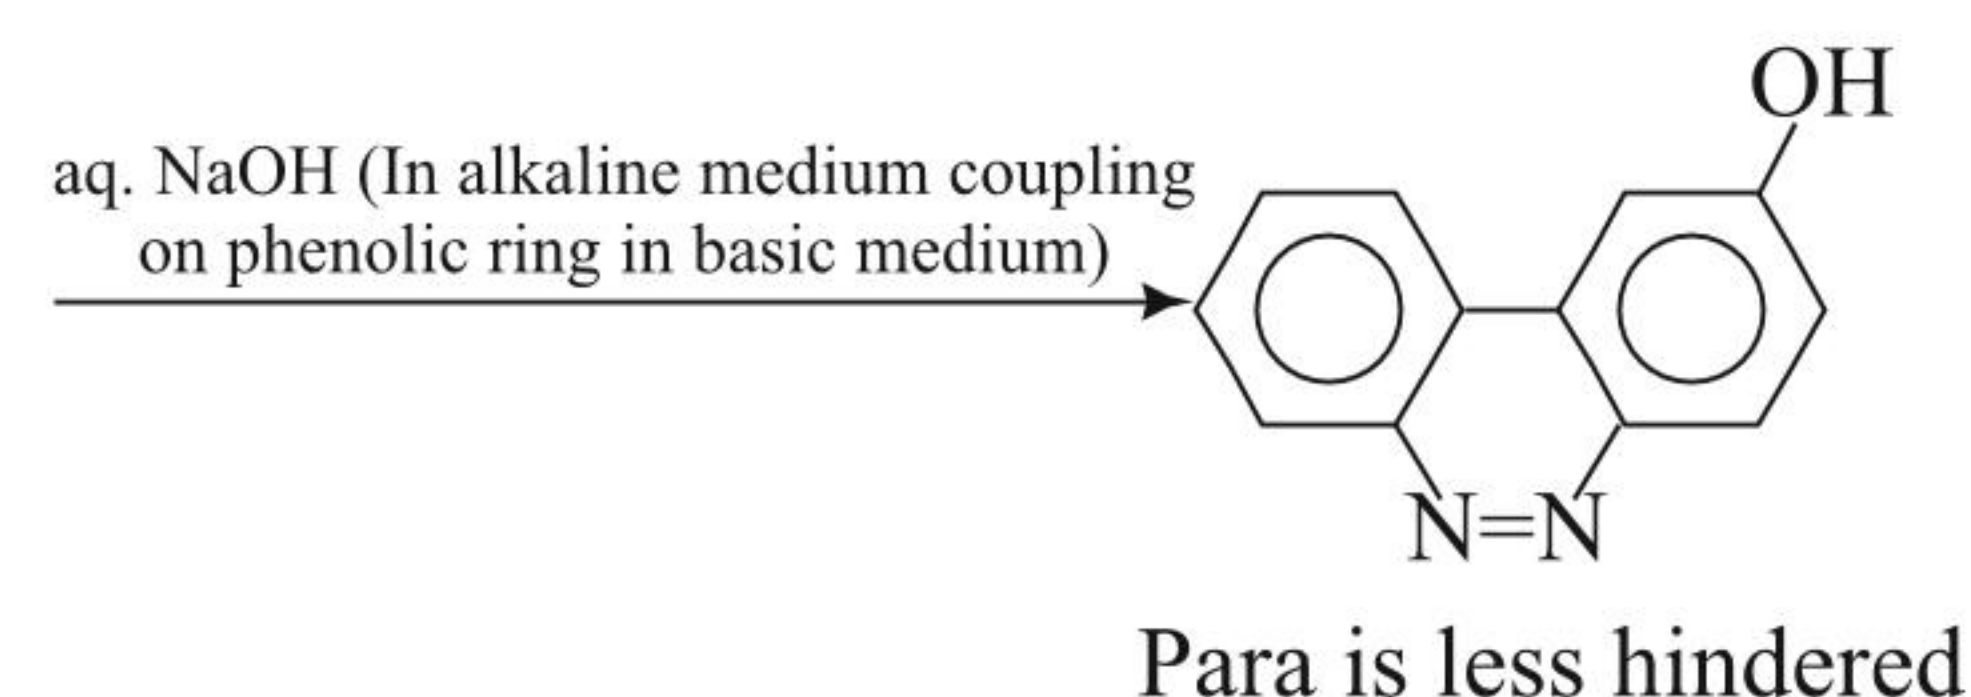 OH
aq. NaOH (In alkaline medium coupling
on phenolic ring in basic medium)
N=N
Para is less hindered